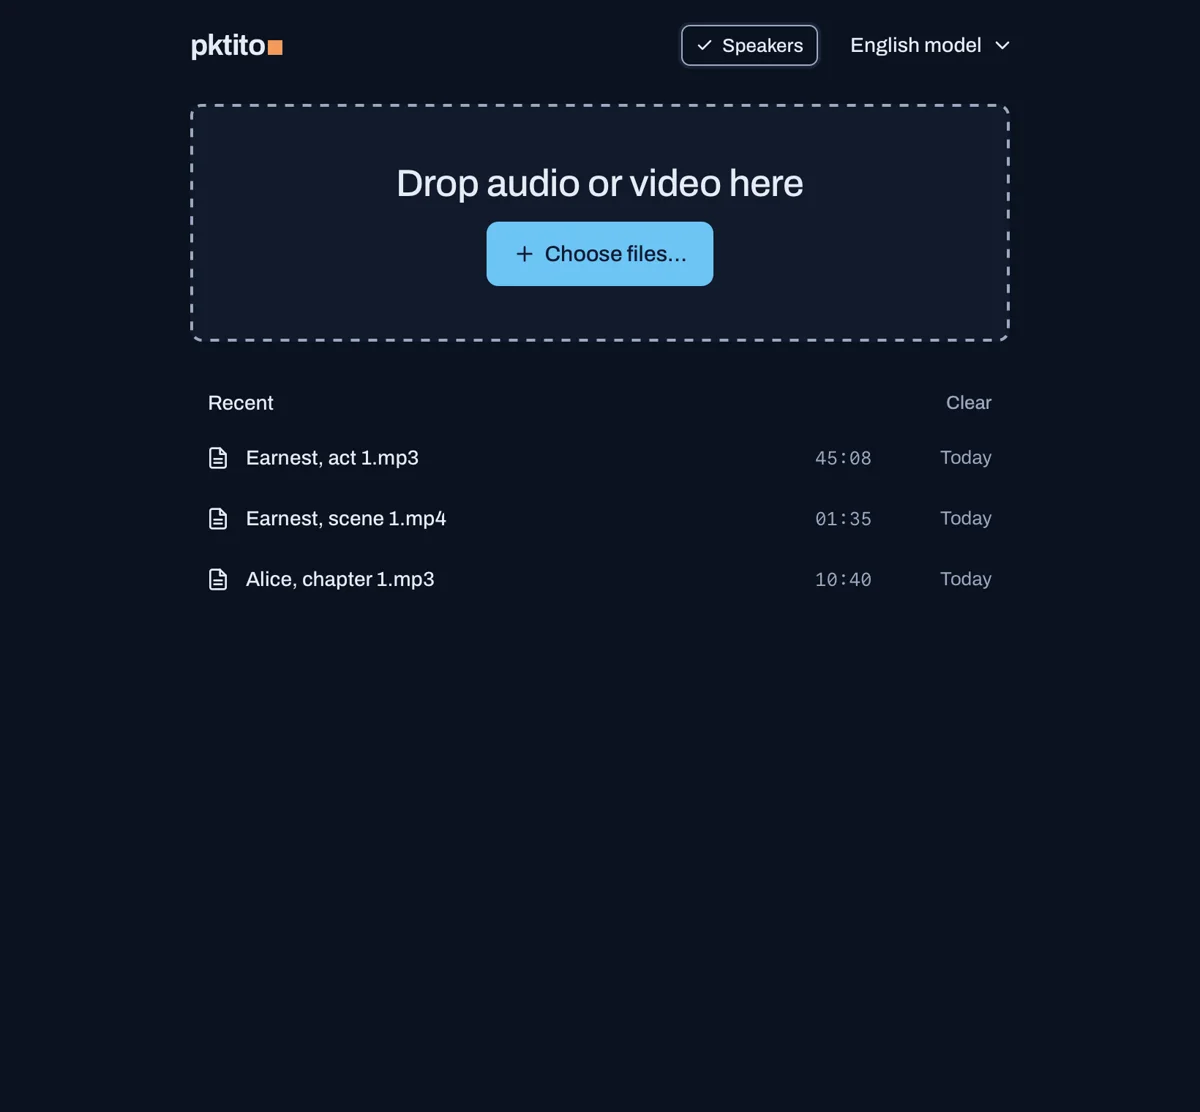 pktito
Speakers
English model
Drop audio or video here
+ Choose files...
Recent
Clear
Earnest, act 1.mp3 45:08 Today
Earnest, scene 1.mp4 01:35 Today
Alice, chapter 1.mp3 10:40 Today